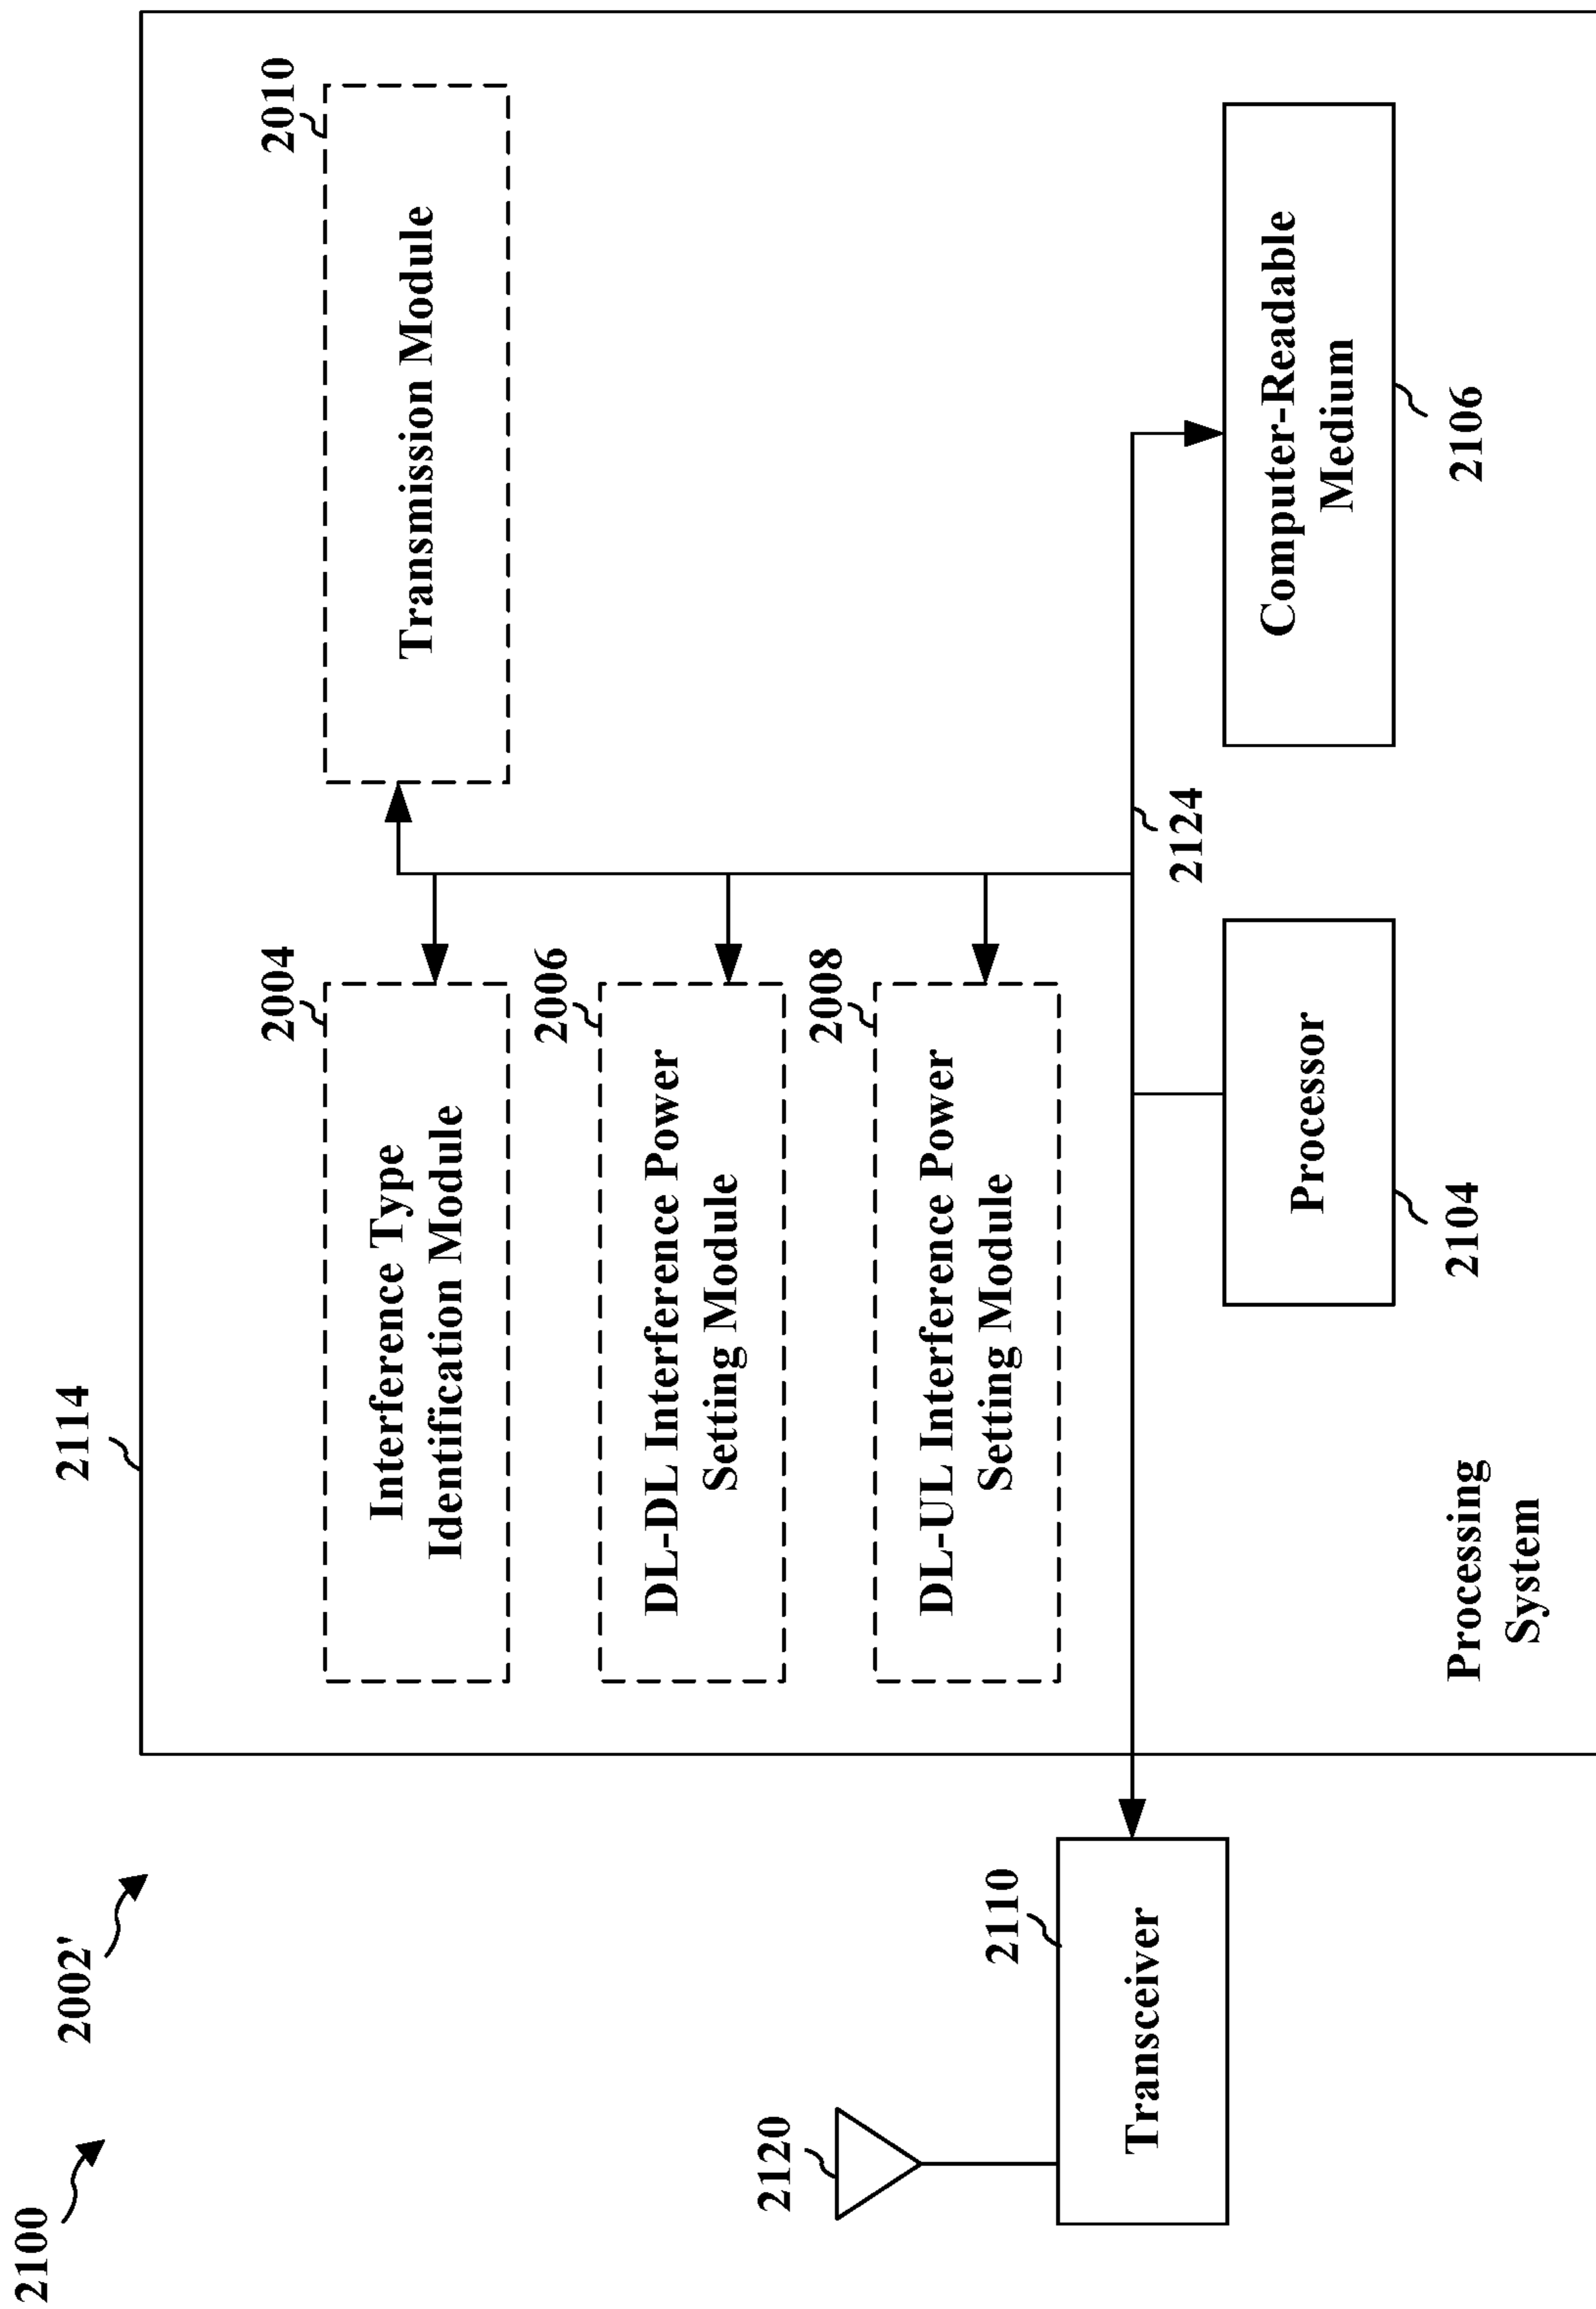 2100
2002'
2114
2004
Interference Type
Identification Module
2010
Transmission Module
2006
DL-DL Interference Power
Setting Module
2008
DL-UL Interference Power
Setting Module
2120
2110
Transceiver
2124
Processor
2104
Computer-Readable
Medium
2106
Processing
System